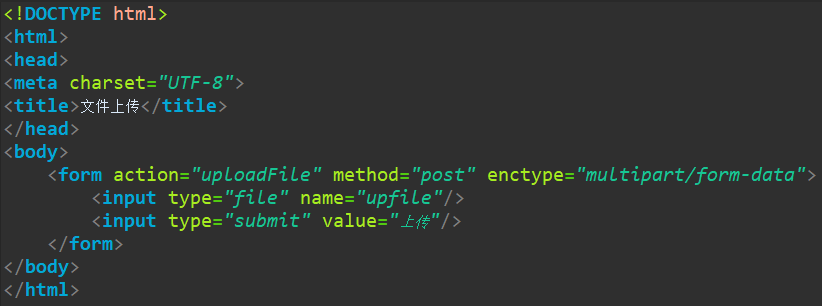 <!DOCTYPE html>
<html>
<head>
<meta charset="UTF-8">
<title>文件上传</title>
</head>
<body>
    <form action="uploadFile" method="post" enctype="multipart/form-data">
        <input type="file" name="upfile"/>
        <input type="submit" value="上传"/>
    </form>
</body>
</html>